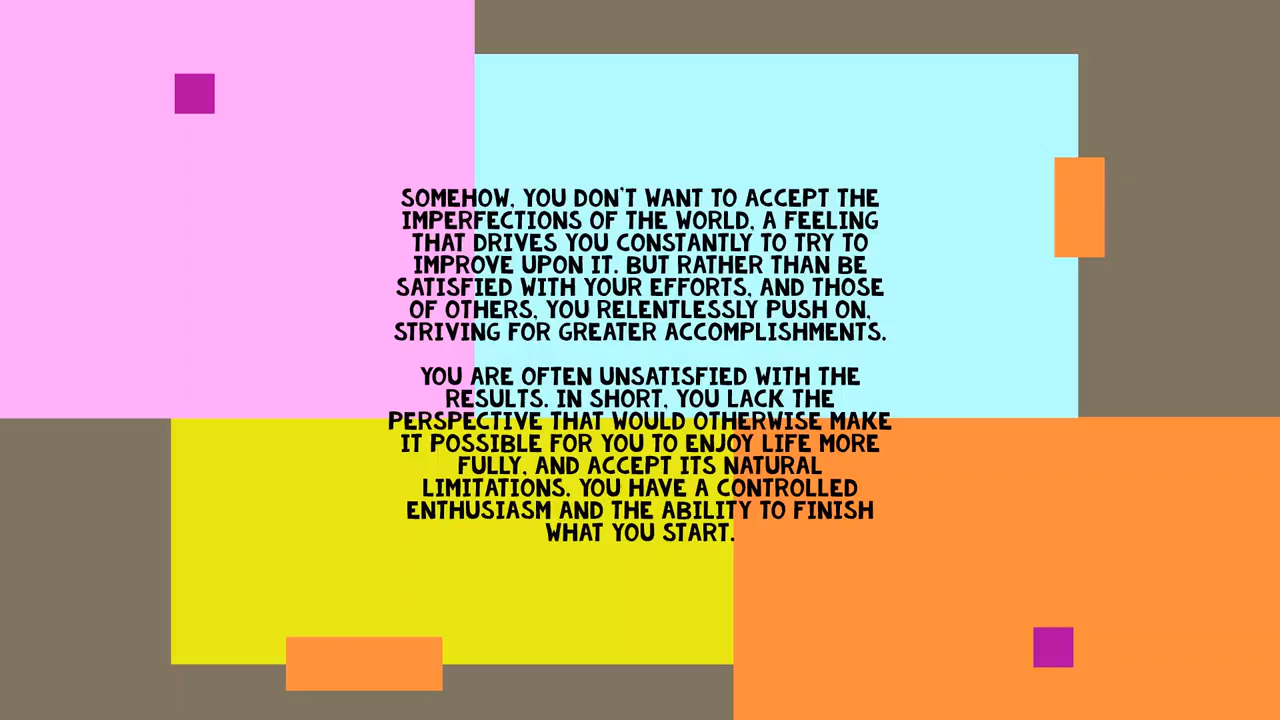 SOMEHOW, YOU DON'T WANT TO ACCEPT THE
IMPERFECTIONS OF THE WORLD, A FEELING
THAT DRIVES YOU CONSTANTLY TO TRY TO
IMPROVE UPON IT. BUT RATHER THAN BE
SATISFIED WITH YOUR EFFORTS, AND THOSE
OF OTHERS, YOU RELENTLESSLY PUSH ON,
STRIVING FOR GREATER ACCOMPLISHMENTS.
YOU ARE OFTEN UNSATISFIED WITH THE
RESULTS. IN SHORT, YOU LACK THE
PERSPECTIVE THAT WOULD OTHERWISE MAKE
IT POSSIBLE FOR YOU TO ENJOY LIFE MORE
FULLY, AND ACCEPT ITS NATURAL
LIMITATIONS. YOU HAVE A CONTROLLED
ENTHUSIASM AND THE ABILITY TO FINISH
WHAT YOU START.